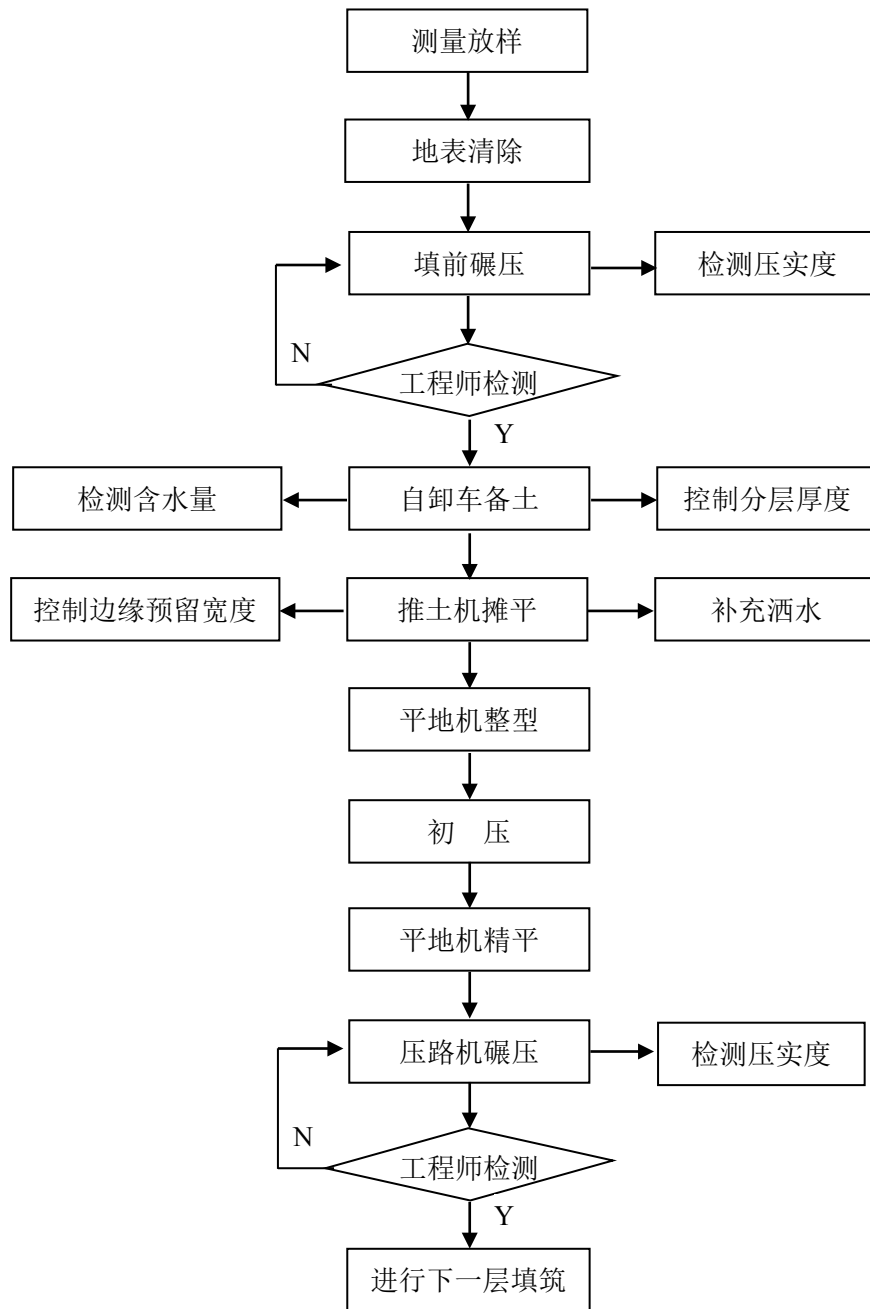 测量放样
地表清除
填前碾压
检测压实度
N
工程师检测
Y
检测含水量
自卸车备土
控制分层厚度
控制边缘预留宽度
推土机摊平
补充洒水
平地机整型
初　压
平地机精平
压路机碾压
检测压实度
N
工程师检测
Y
进行下一层填筑